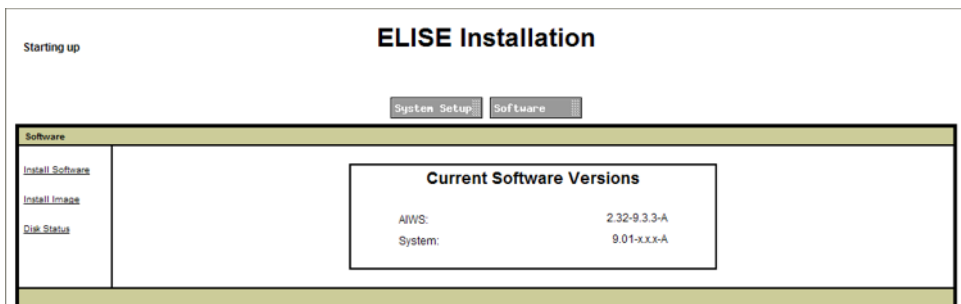 Starting up
ELISE Installation
System Setup
Software
Software
Install Software
Install Image
Disk Status
Current Software Versions
AIWS: 2.32-9.3.3-A
System: 9.01-x.x.x-A